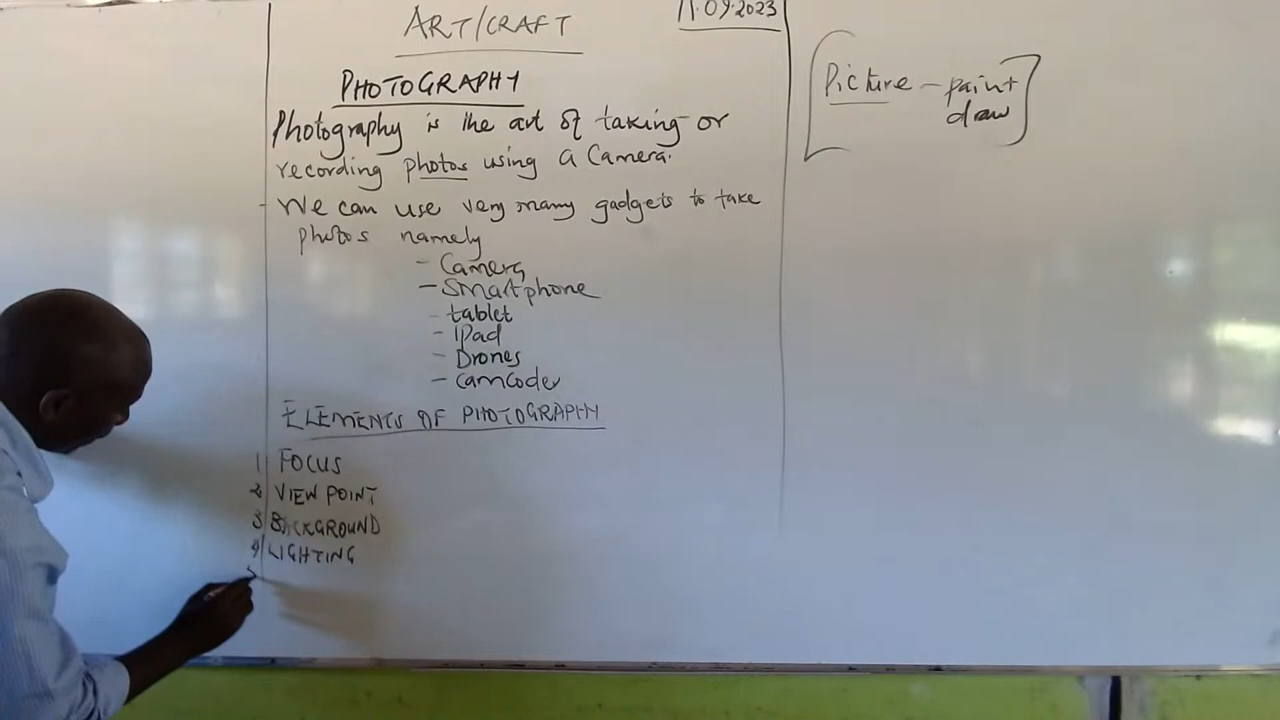 ART/CRAFT
11.09.2023
PHOTOGRAPHY
Photography is the art of taking or
recording photos using a Camera.
- We can use very many gadgets to take
photos namely
- Camera
- Smartphone
- tablet
- IPad
- Drones
- Camcoder
ELEMENTS OF PHOTOGRAPHY
1 FOCUS
2. VIEW POINT
3 BACKGROUND
4 LIGHTING
Picture - paint
draw